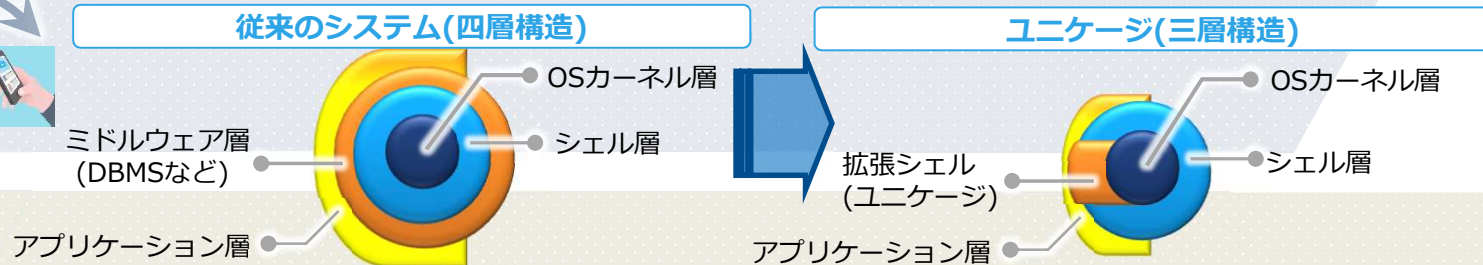 従来のシステム(四層構造)
OSカーネル層
シェル層
ミドルウェア層
(DBMSなど)
アプリケーション層
ユニケージ(三層構造)
OSカーネル層
シェル層
拡張シェル
(ユニケージ)
アプリケーション層